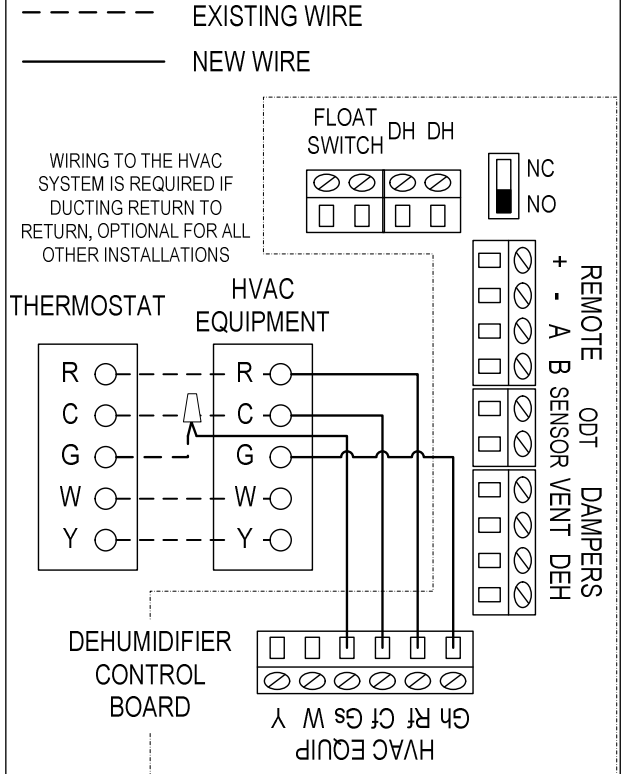 EXISTING WIRE
NEW WIRE
FLOAT
SWITCH DH DH
WIRING TO THE HVAC
SYSTEM IS REQUIRED IF
DUCTING RETURN TO
RETURN, OPTIONAL FOR ALL
OTHER INSTALLATIONS
NC
NO
+ - A B
REMOTE
ODT
SENSOR
VENT DEH
DAMPERS
THERMOSTAT
R
C
G
W
Y
HVAC
EQUIPMENT
R
C
G
W
Y
DEHUMIDIFIER
CONTROL
BOARD
Y W Gs Cf Rf Gh
HVAC EQUIP